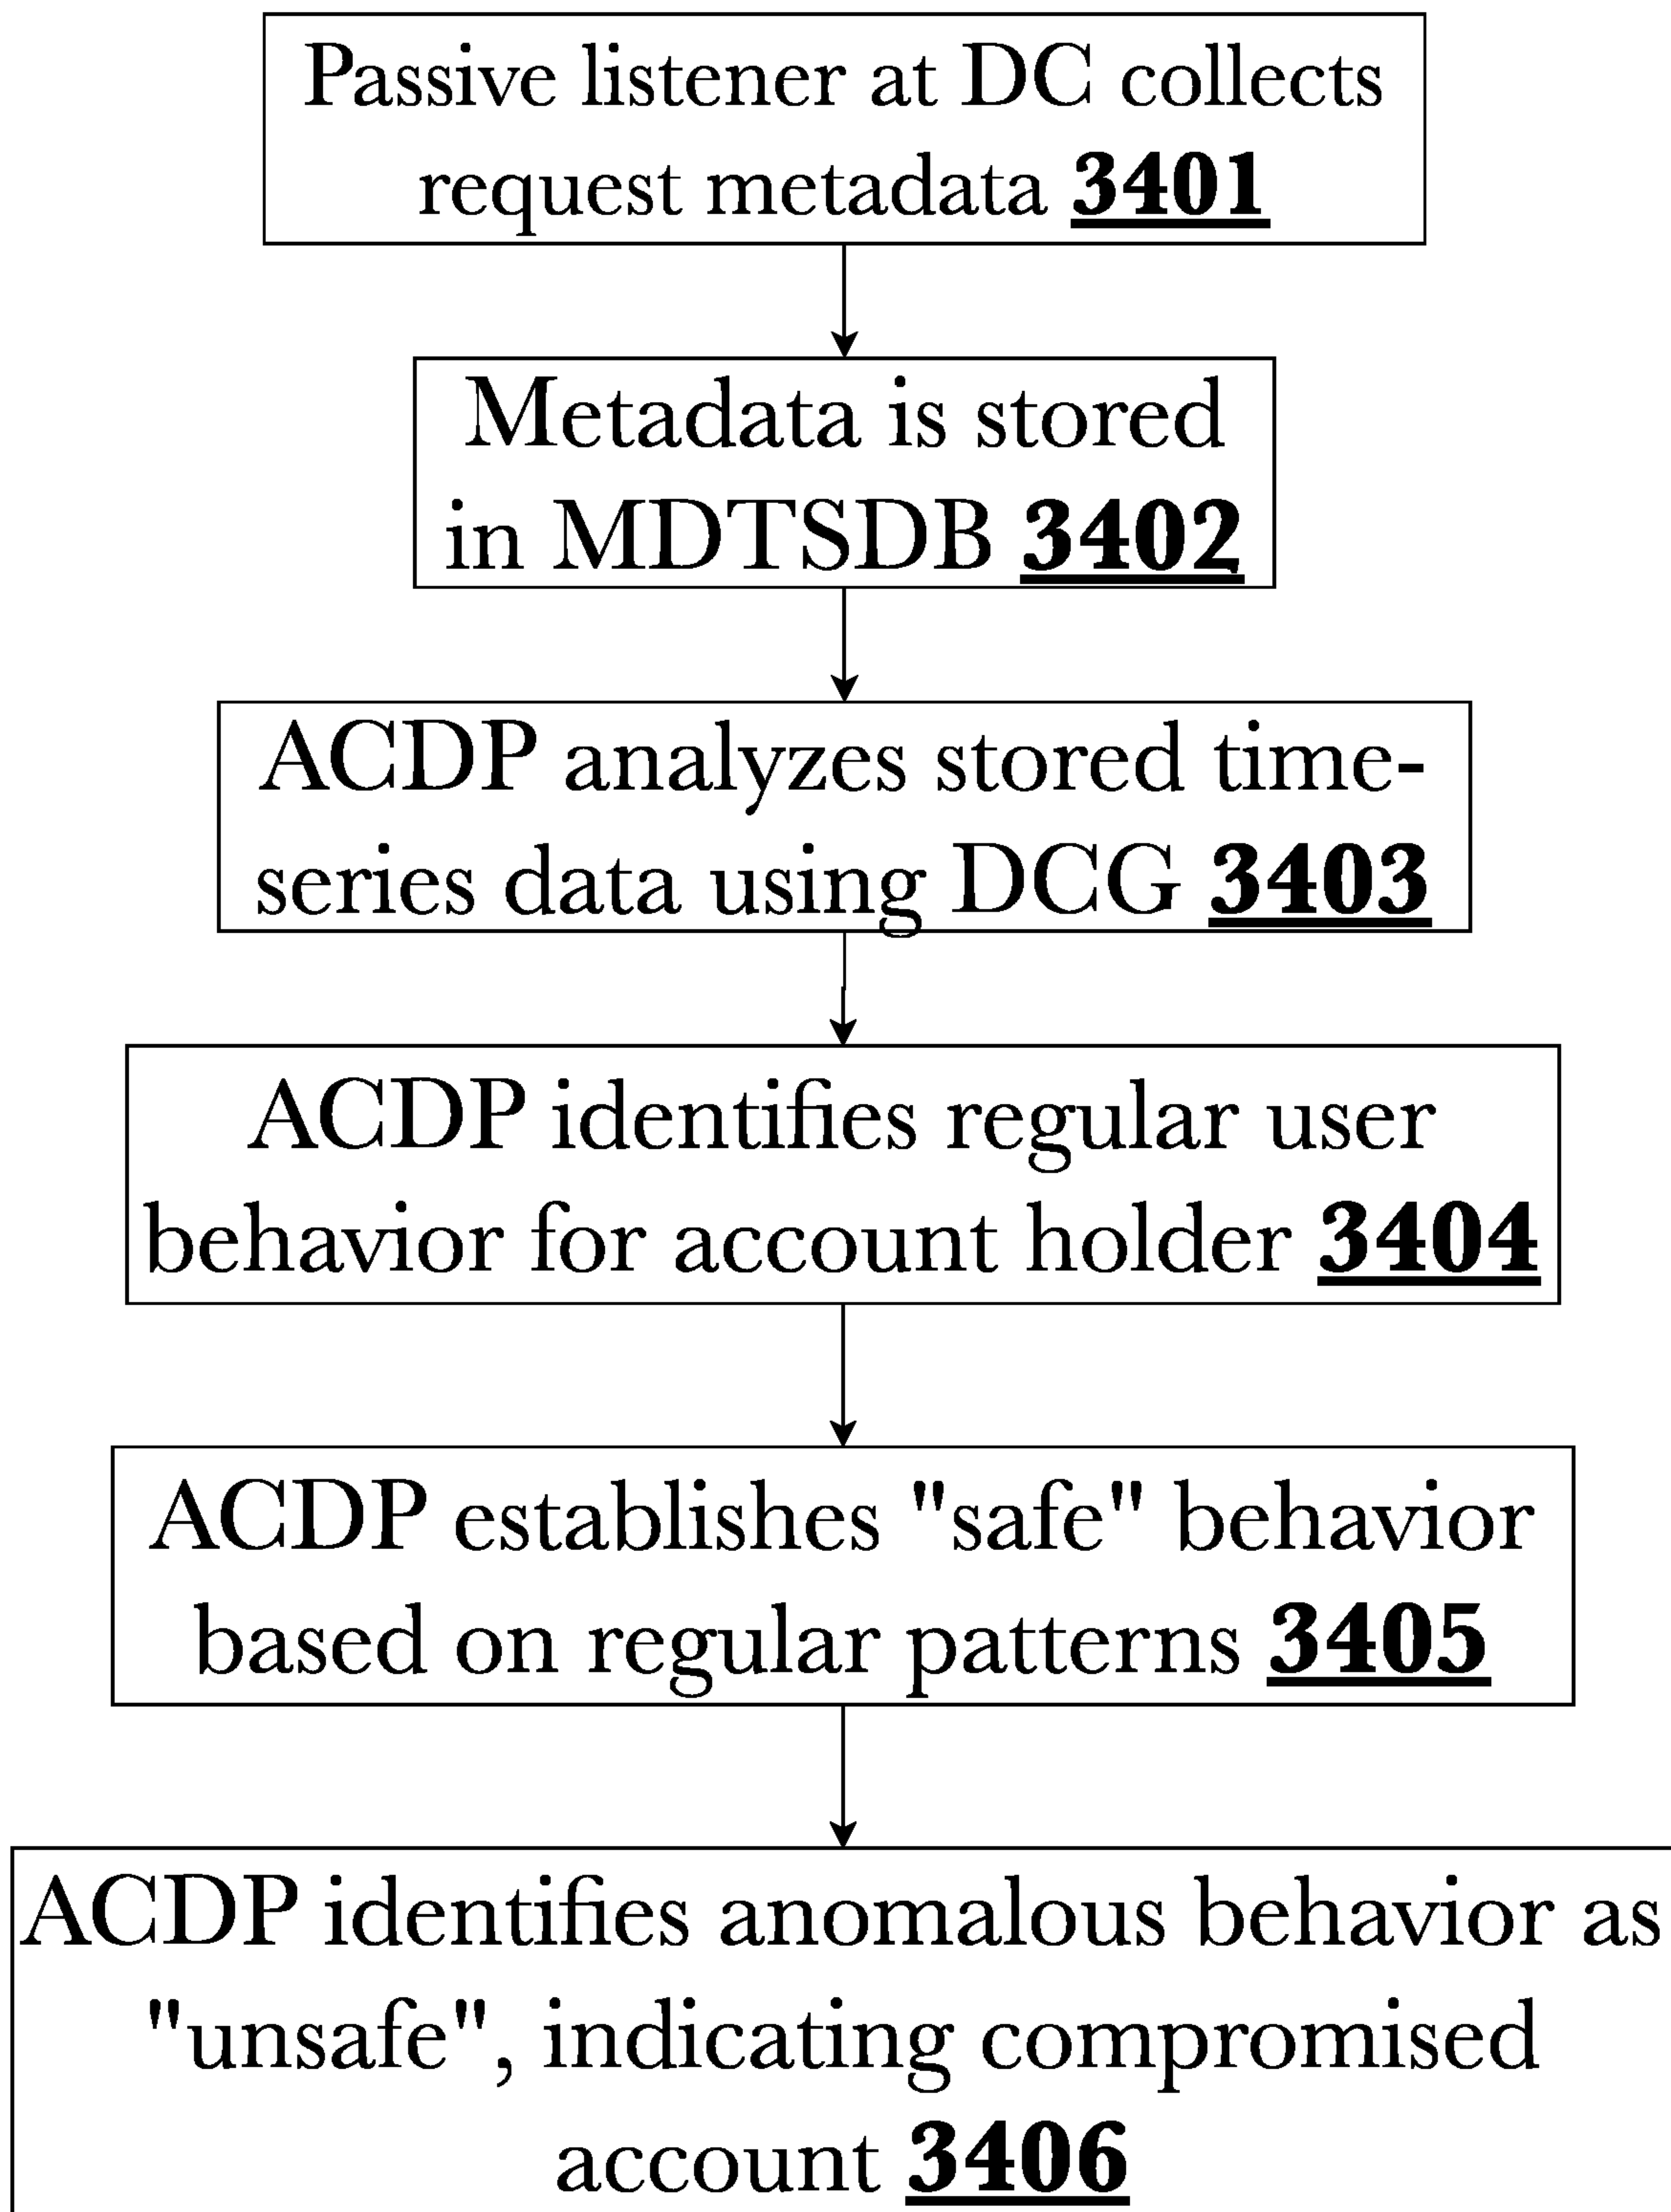 Passive listener at DC collects
request metadata 3401
Metadata is stored
in MDTSDB 3402
ACDP analyzes stored time-
series data using DCG 3403
ACDP identifies regular user
behavior for account holder 3404
ACDP establishes "safe" behavior
based on regular patterns 3405
ACDP identifies anomalous behavior as
"unsafe", indicating compromised
account 3406